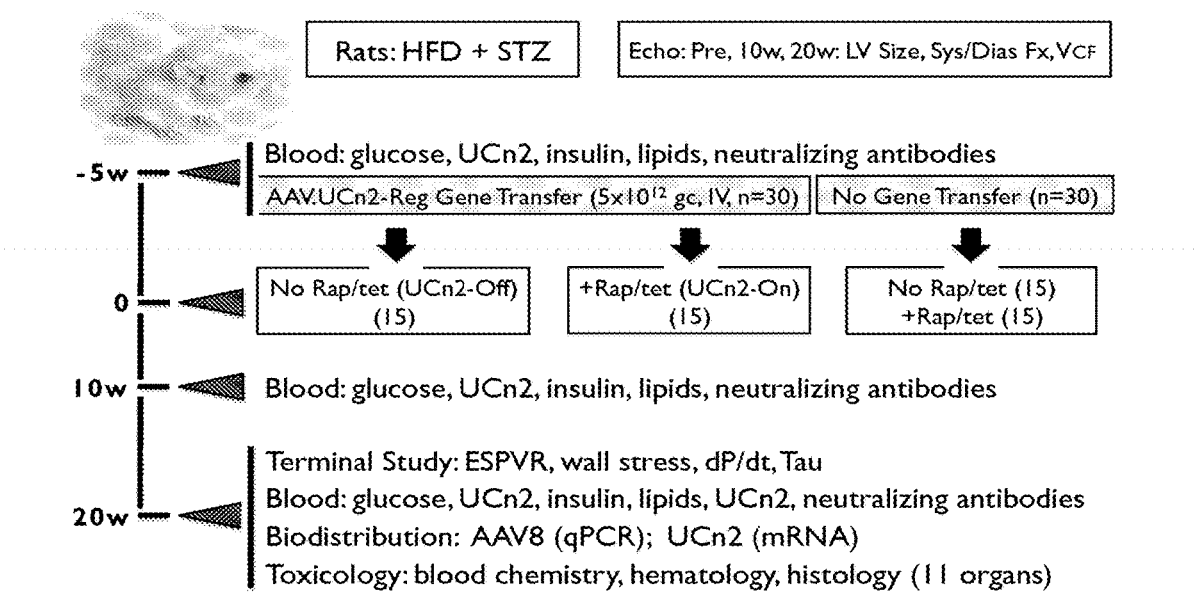 Rats: HFD + STZ
Echo: Pre, 10w, 20w: LV Size, Sys/Dias Fx, VCF
-5w
Blood: glucose, UCn2, insulin, lipids, neutralizing antibodies
AAV.UCn2-Reg Gene Transfer (5x10¹² gc, IV, n=30)
No Gene Transfer (n=30)
0
No Rap/tet (UCn2-Off)
(15)
+Rap/tet (UCn2-On)
(15)
No Rap/tet (15)
+Rap/tet (15)
10w
Blood: glucose, UCn2, insulin, lipids, neutralizing antibodies
20w
Terminal Study: ESPVR, wall stress, dP/dt, Tau
Blood: glucose, UCn2, insulin, lipids, UCn2, neutralizing antibodies
Biodistribution: AAV8 (qPCR); UCn2 (mRNA)
Toxicology: blood chemistry, hematology, histology (11 organs)